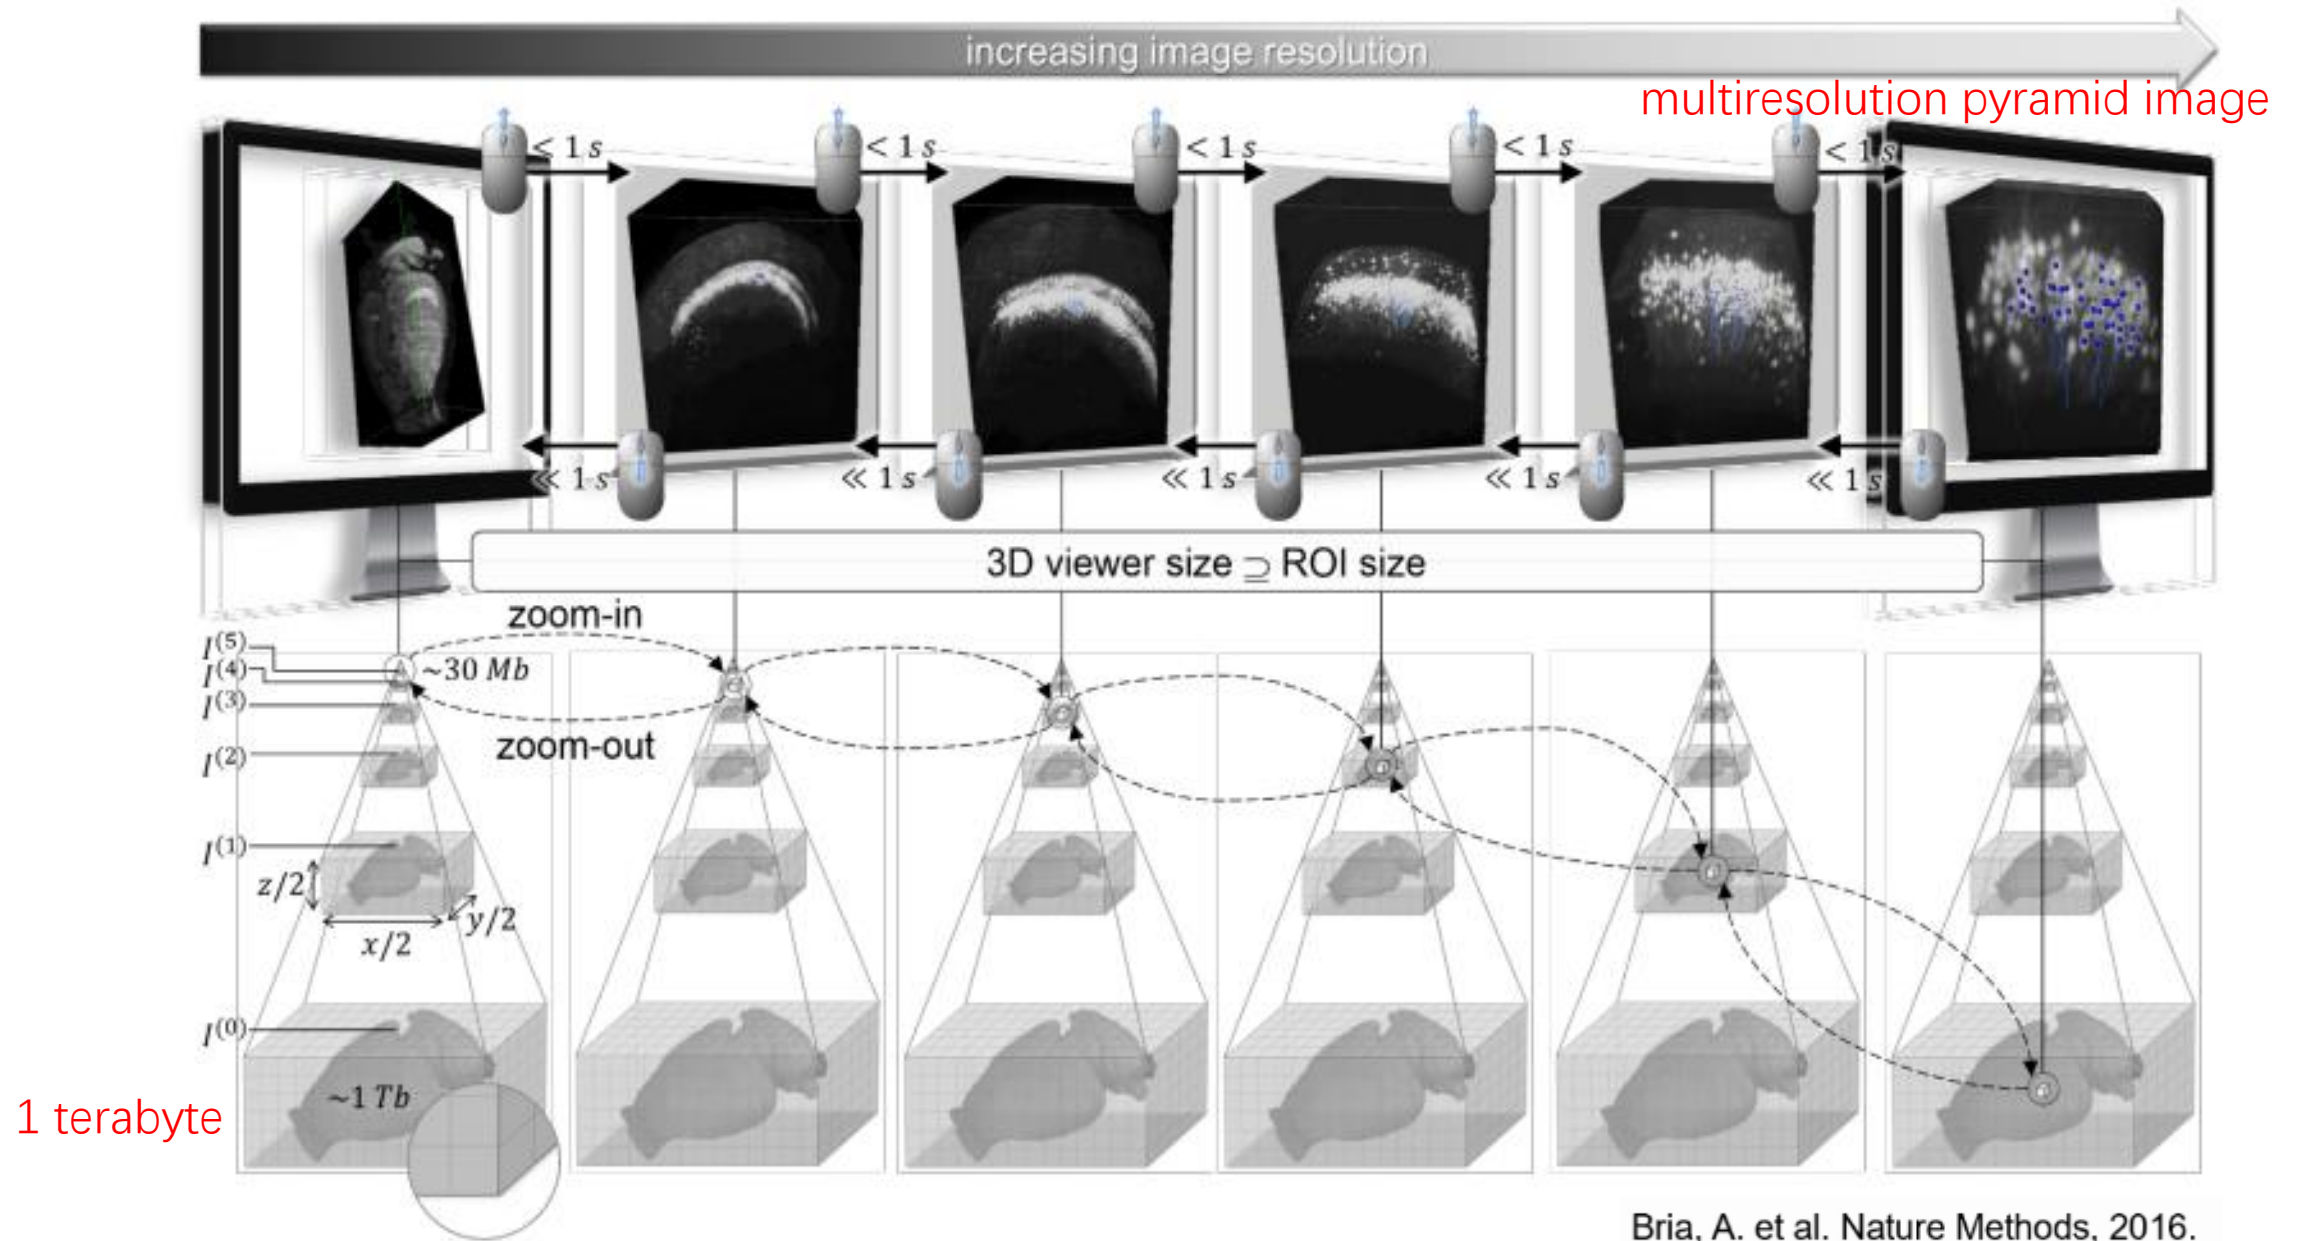 increasing image resolution
multiresolution pyramid image
< 1 s
< 1 s
< 1 s
< 1 s
< 1 s
≪ 1 s
≪ 1 s
≪ 1 s
≪ 1 s
≪ 1 s
3D viewer size ⊇ ROI size
zoom-in
I(5)
I(4)
~30 Mb
I(3)
zoom-out
I(2)
I(1)
z/2
y/2
x/2
I(0)
~1 Tb
1 terabyte
Bria, A. et al. Nature Methods, 2016.